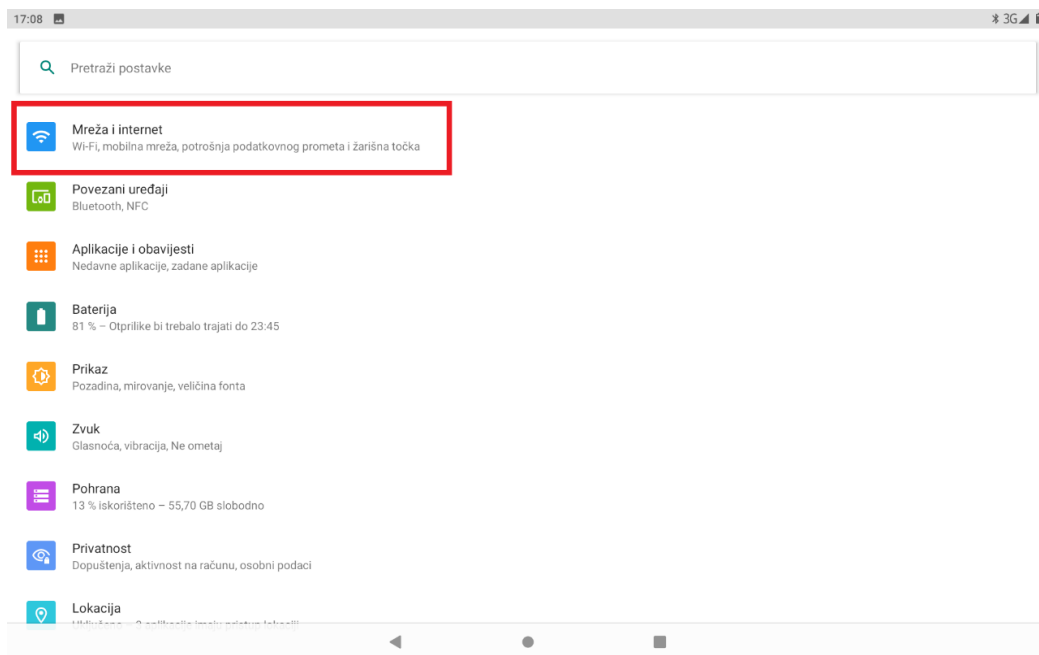 17:08
3G
Pretraži postavke
Mreža i internet
Wi-Fi, mobilna mreža, potrošnja podatkovnog prometa i žarišna točka
Povezani uređaji
Bluetooth, NFC
Aplikacije i obavijesti
Nedavne aplikacije, zadane aplikacije
Baterija
81 % – Otprilike bi trebalo trajati do 23:45
Prikaz
Pozadina, mirovanje, veličina fonta
Zvuk
Glasnoća, vibracija, Ne ometaj
Pohrana
13 % iskorišteno – 55,70 GB slobodno
Privatnost
Dopuštenja, aktivnost na računu, osobni podaci
Lokacija